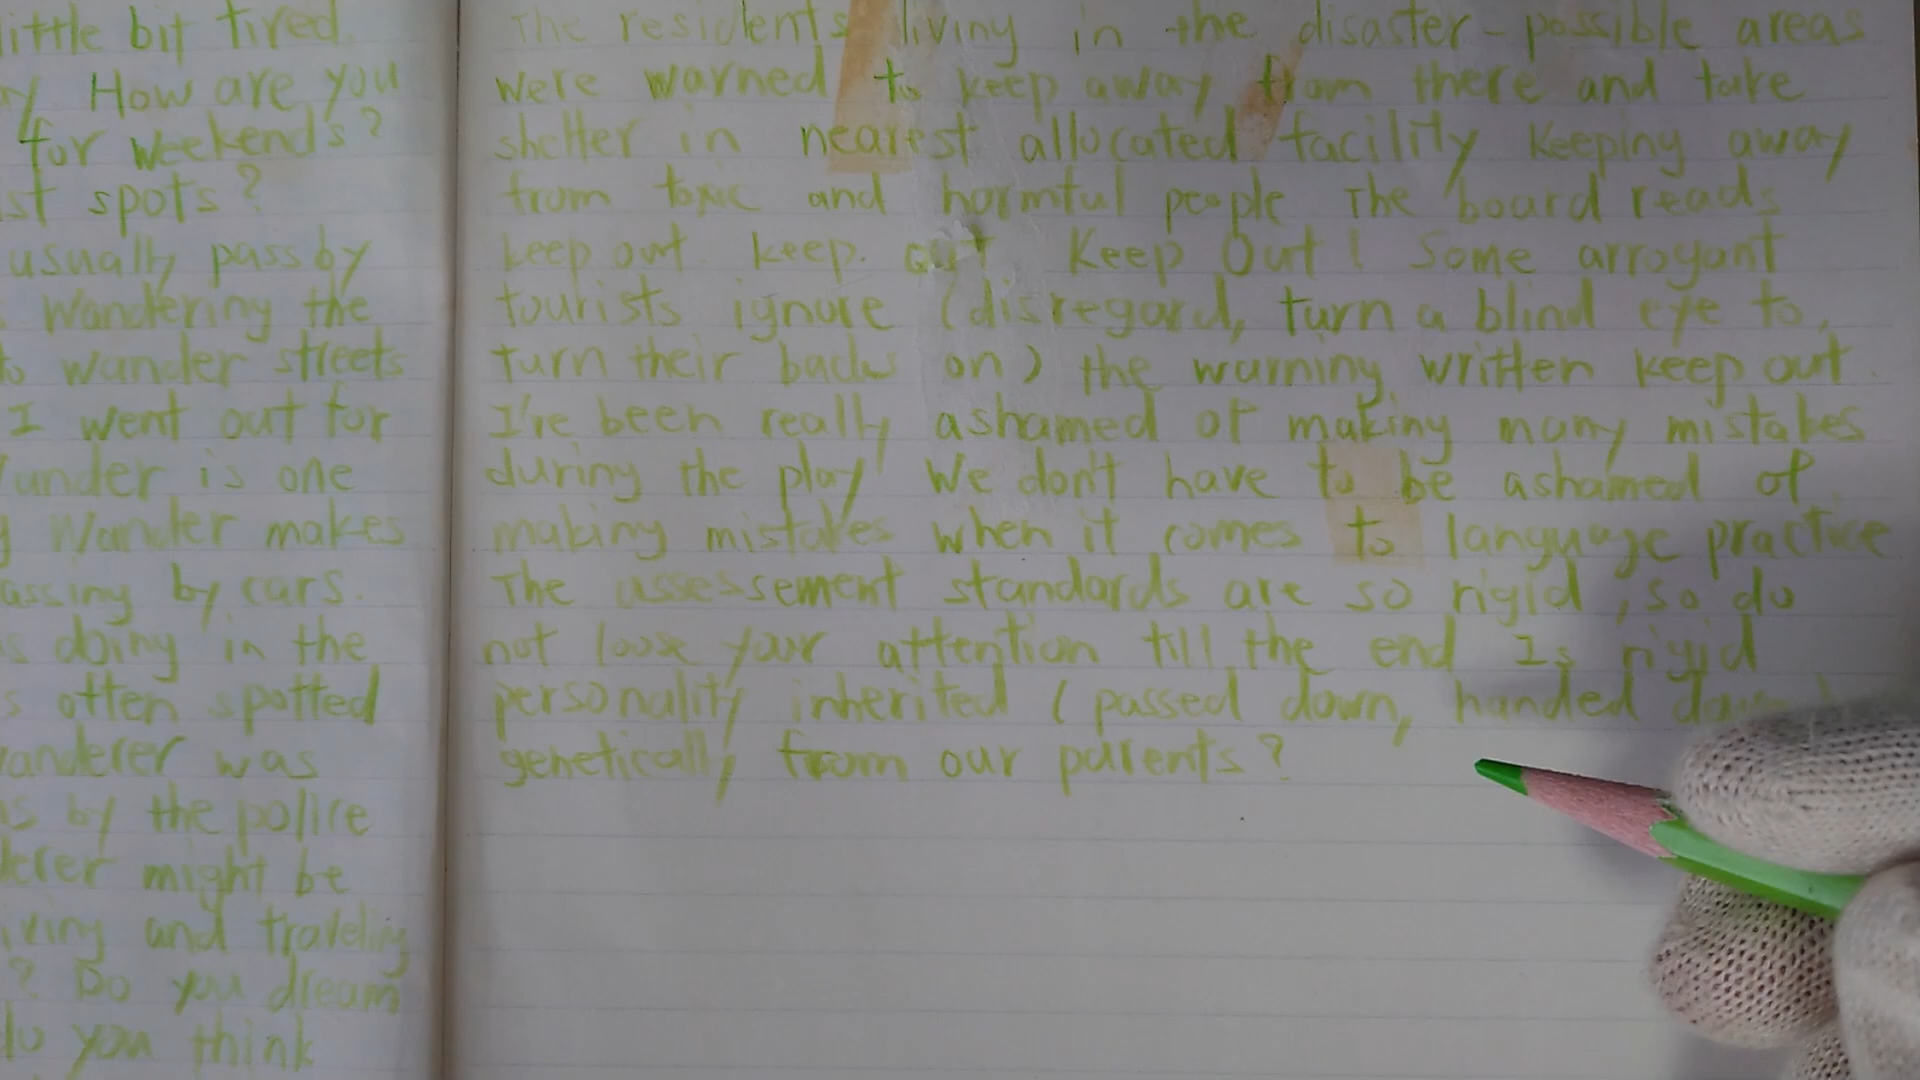 little bit tired.
How are you
for weekends?
st spots?
usually pass by
Wandering the
to wander streets
I went out for
Wander is one
Wander makes
assing by cars.
s doing in the
s often spotted
wanderer was
s by the police
derer might be
iving and traveling
? Do you dream
do you think
The residents living in the disaster-possible areas
were warned to keep away from there and take
shelter in nearest allocated facility Keeping away
from toxic and harmful people The board reads
keep out keep. out Keep Out! Some arrogant
tourists ignore (disregard, turn a blind eye to,
turn their backs on) the warning written keep out.
I've been really ashamed of making many mistakes
during the play We don't have to be ashamed of
making mistakes when it comes to language practice
The assessement standards are so rigid, so do
not loose your attention till the end Is rigid
personality inherited (passed down, handed down)
genetically from our parents?